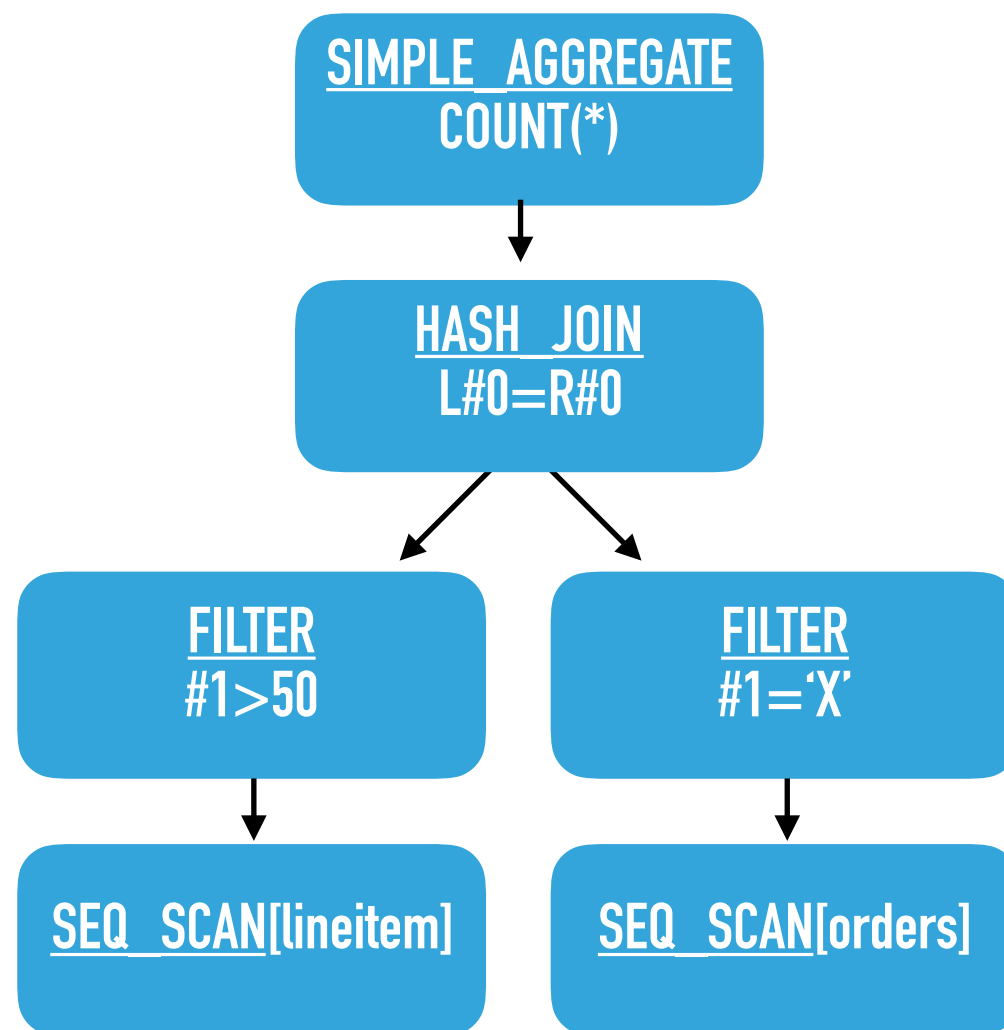 SIMPLE_AGGREGATE
COUNT(*)
HASH_JOIN
L#0=R#0
FILTER
#1>50
FILTER
#1=‘X’
SEQ_SCAN[lineitem]
SEQ_SCAN[orders]